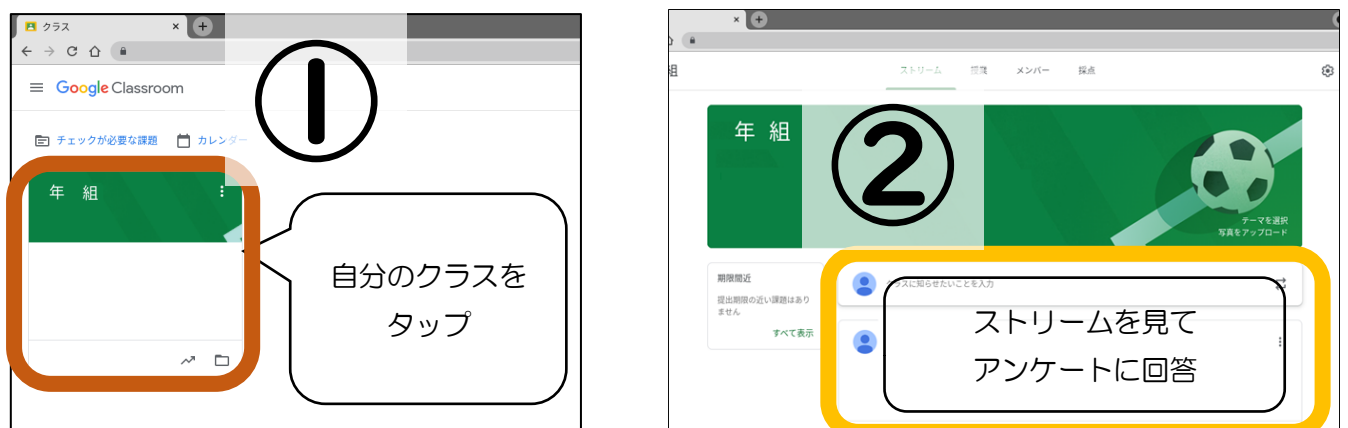 クラス
Google Classroom
チェックが必要な課題 カレンダー
年 組
①
自分のクラスを
タップ
組
ストリーム 授業 メンバー 採点
年 組
②
テーマを選択
写真をアップロード
期限間近
提出期限の近い課題はあり
ません
すべて表示
クラスに知らせたいことを入力
ストリームを見て
アンケートに回答